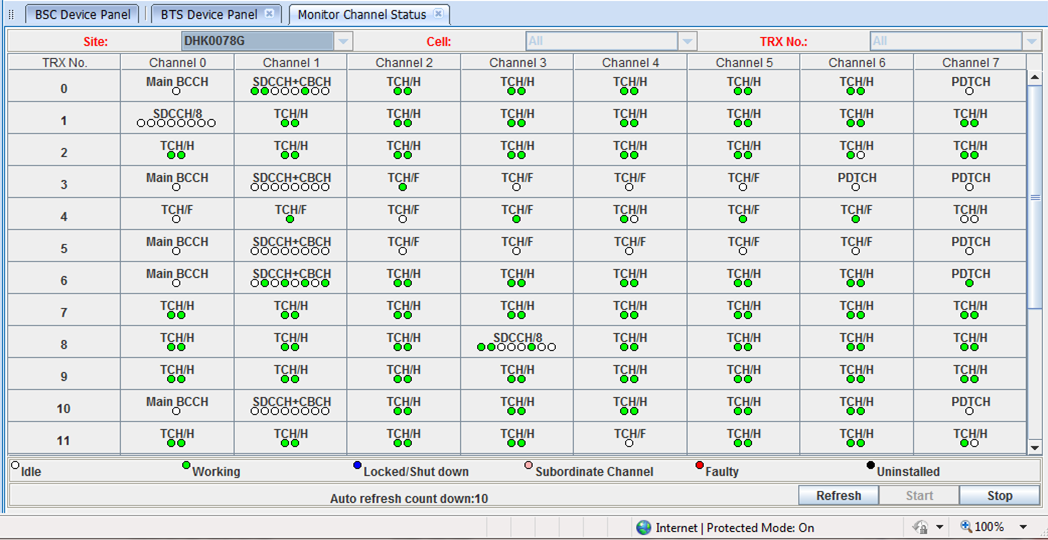 BSC Device Panel BTS Device Panel Monitor Channel Status
Site: DHK0078G Cell: All TRX No.: All
TRX No. Channel 0 Channel 1 Channel 2 Channel 3 Channel 4 Channel 5 Channel 6 Channel 7
0 Main BCCH SDCCH+CBCH TCH/H TCH/H TCH/H TCH/H TCH/H PDTCH
1 SDCCH/8 TCH/H TCH/H TCH/H TCH/H TCH/H TCH/H TCH/H
2 TCH/H TCH/H TCH/H TCH/H TCH/H TCH/H TCH/H TCH/H
3 Main BCCH SDCCH+CBCH TCH/F TCH/F TCH/F TCH/F PDTCH PDTCH
4 TCH/F TCH/F TCH/F TCH/F TCH/H TCH/F TCH/F TCH/H
5 Main BCCH SDCCH+CBCH TCH/F TCH/F TCH/F TCH/F TCH/F PDTCH
6 Main BCCH SDCCH+CBCH TCH/H TCH/H TCH/H TCH/H TCH/H PDTCH
7 TCH/H TCH/H TCH/H TCH/H TCH/H TCH/H TCH/H TCH/H
8 TCH/H TCH/H TCH/H SDCCH/8 TCH/H TCH/H TCH/H TCH/H
9 TCH/H TCH/H TCH/H TCH/H TCH/H TCH/H TCH/H TCH/H
10 Main BCCH SDCCH+CBCH TCH/H TCH/H TCH/H TCH/H TCH/H PDTCH
11 TCH/H TCH/H TCH/H TCH/H TCH/F TCH/H TCH/H TCH/H
Idle Working Locked/Shut down Subordinate Channel Faulty Uninstalled
Auto refresh count down:10 Refresh Start Stop
Internet | Protected Mode: On 100%